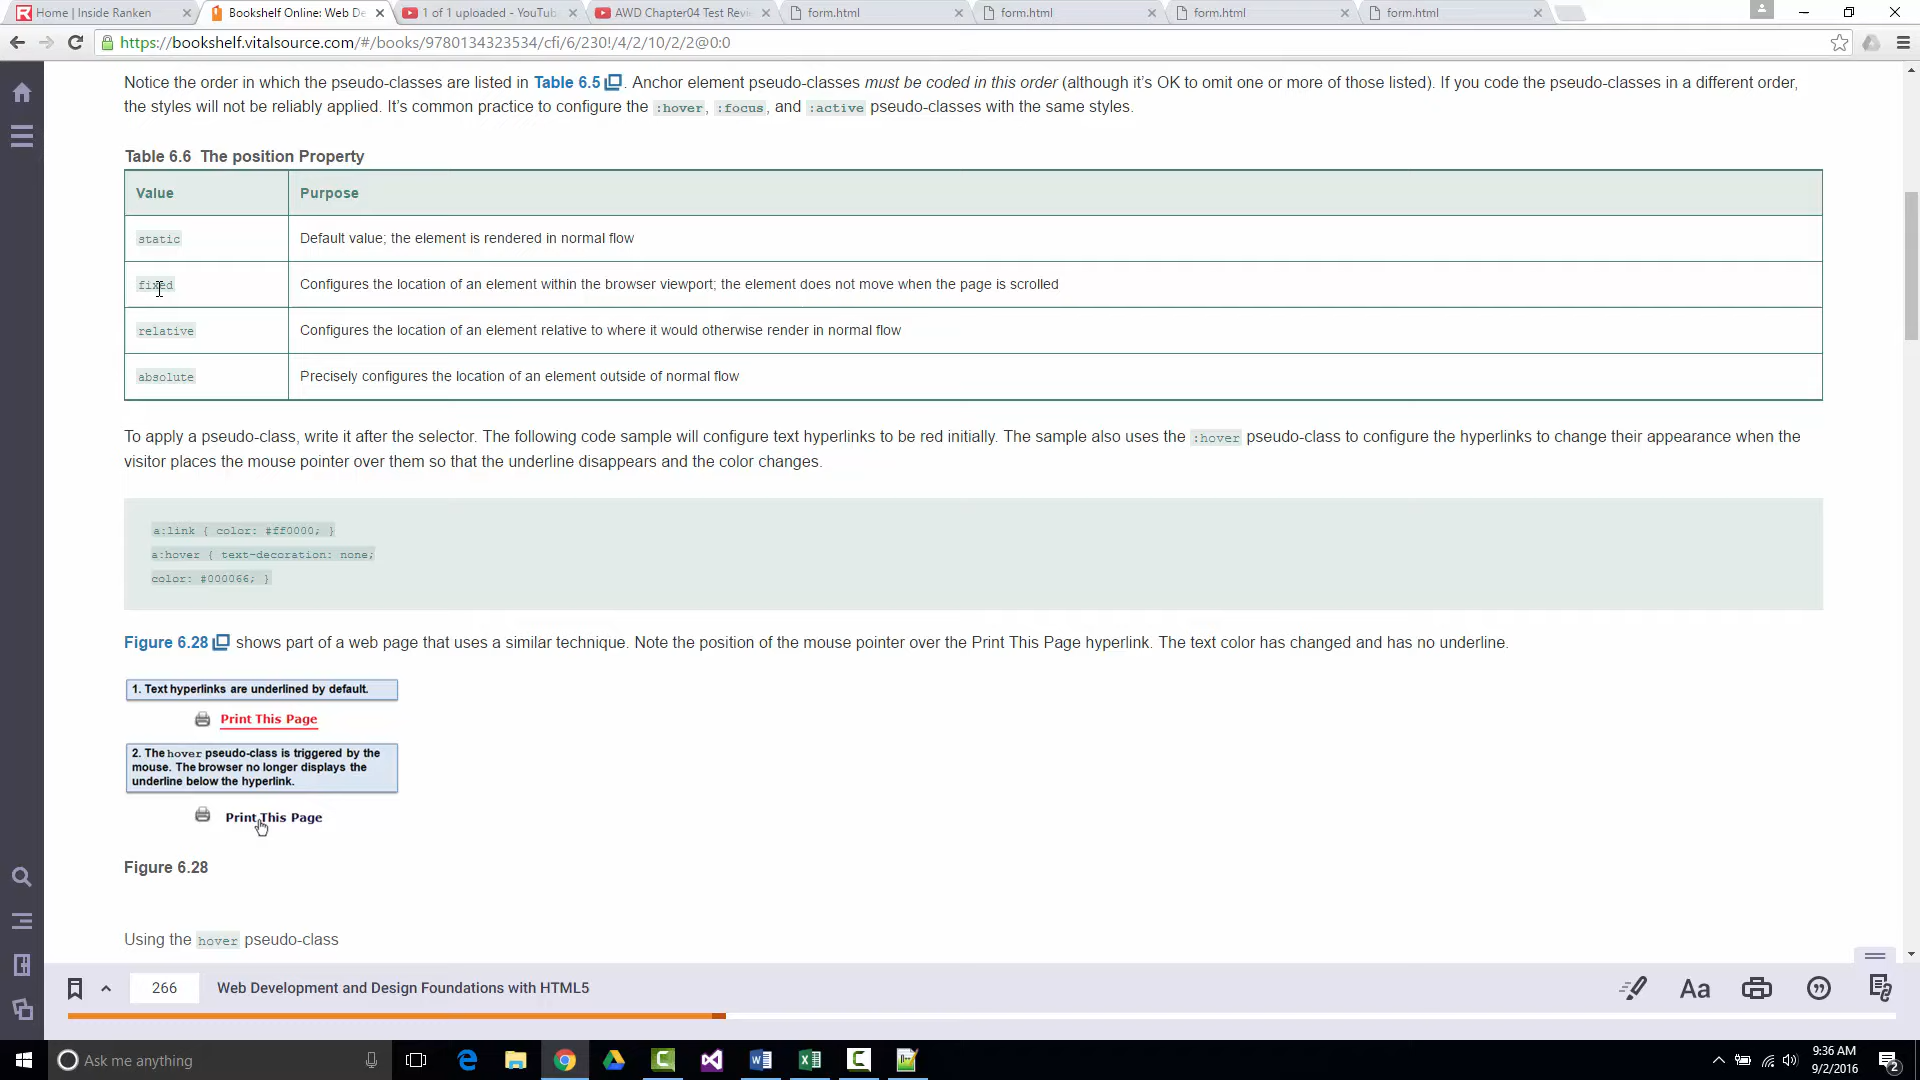 Home | Inside Ranken
Bookshelf Online: Web De
1 of 1 uploaded - YouTub
AWD Chapter04 Test Revi
form.html
form.html
form.html
form.html
https://bookshelf.vitalsource.com/#/books/9780134323534/cfi/6/230!/4/2/10/2/2@0:0
Notice the order in which the pseudo-classes are listed in Table 6.5 . Anchor element pseudo-classes must be coded in this order (although it's OK to omit one or more of those listed). If you code the pseudo-classes in a different order,
the styles will not be reliably applied. It's common practice to configure the :hover, :focus, and :active pseudo-classes with the same styles.
Table 6.6 The position Property
Value Purpose
static Default value; the element is rendered in normal flow
fixed Configures the location of an element within the browser viewport; the element does not move when the page is scrolled
relative Configures the location of an element relative to where it would otherwise render in normal flow
absolute Precisely configures the location of an element outside of normal flow
To apply a pseudo-class, write it after the selector. The following code sample will configure text hyperlinks to be red initially. The sample also uses the :hover pseudo-class to configure the hyperlinks to change their appearance when the
visitor places the mouse pointer over them so that the underline disappears and the color changes.
a:link { color: #ff0000; }
a:hover { text-decoration: none;
color: #000066; }
Figure 6.28 shows part of a web page that uses a similar technique. Note the position of the mouse pointer over the Print This Page hyperlink. The text color has changed and has no underline.
1. Text hyperlinks are underlined by default.
Print This Page
2. The hover pseudo-class is triggered by the
mouse. The browser no longer displays the
underline below the hyperlink.
Print This Page
Figure 6.28
Using the hover pseudo-class
266 Web Development and Design Foundations with HTML5
Aa
Ask me anything
9:36 AM
9/2/2016
2